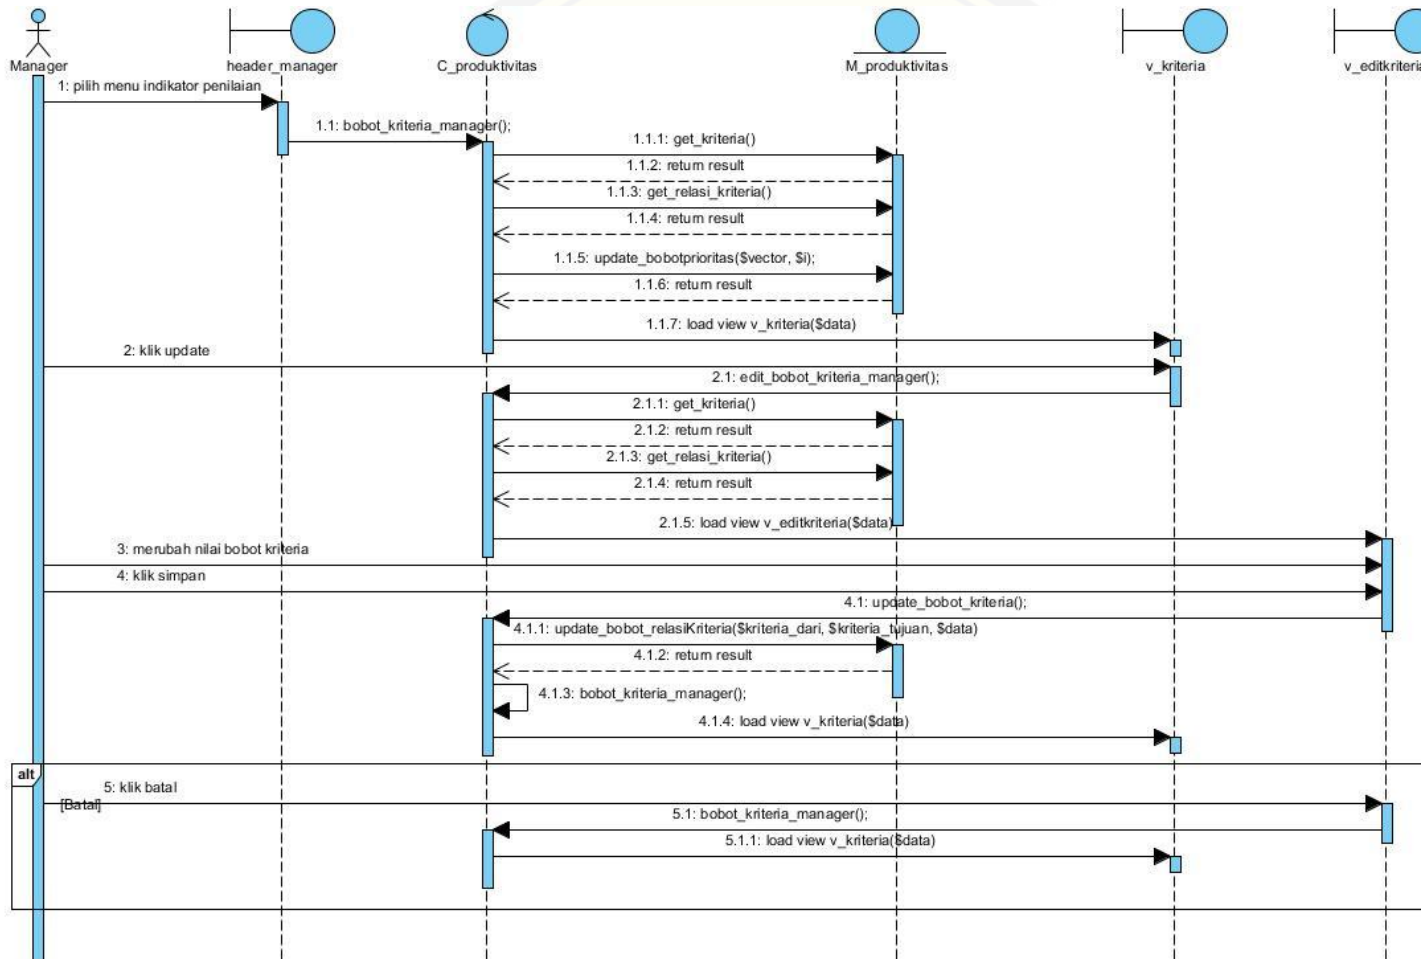 Manager
header_manager
C_produktivitas
M_produktivitas
v_kriteria
v_editkriteria
1: pilih menu indikator penilaian
1.1: bobot_kriteria_manager();
1.1.1: get_kriteria()
1.1.2: return result
1.1.3: get_relasi_kriteria()
1.1.4: return result
1.1.5: update_bobotprioritas($vector, $i);
1.1.6: return result
1.1.7: load view v_kriteria($data)
2: klik update
2.1: edit_bobot_kriteria_manager();
2.1.1: get_kriteria()
2.1.2: return result
2.1.3: get_relasi_kriteria()
2.1.4: return result
2.1.5: load view v_editkriteria($data)
3: merubah nilai bobot kriteria
4: klik simpan
4.1: update_bobot_kriteria();
4.1.1: update_bobot_relasiKriteria($kriteria_dari, $kriteria_tujuan, $data)
4.1.2: return result
4.1.3: bobot_kriteria_manager();
4.1.4: load view v_kriteria($data)
alt
5: klik batal
[Batal]
5.1: bobot_kriteria_manager();
5.1.1: load view v_kriteria($data)